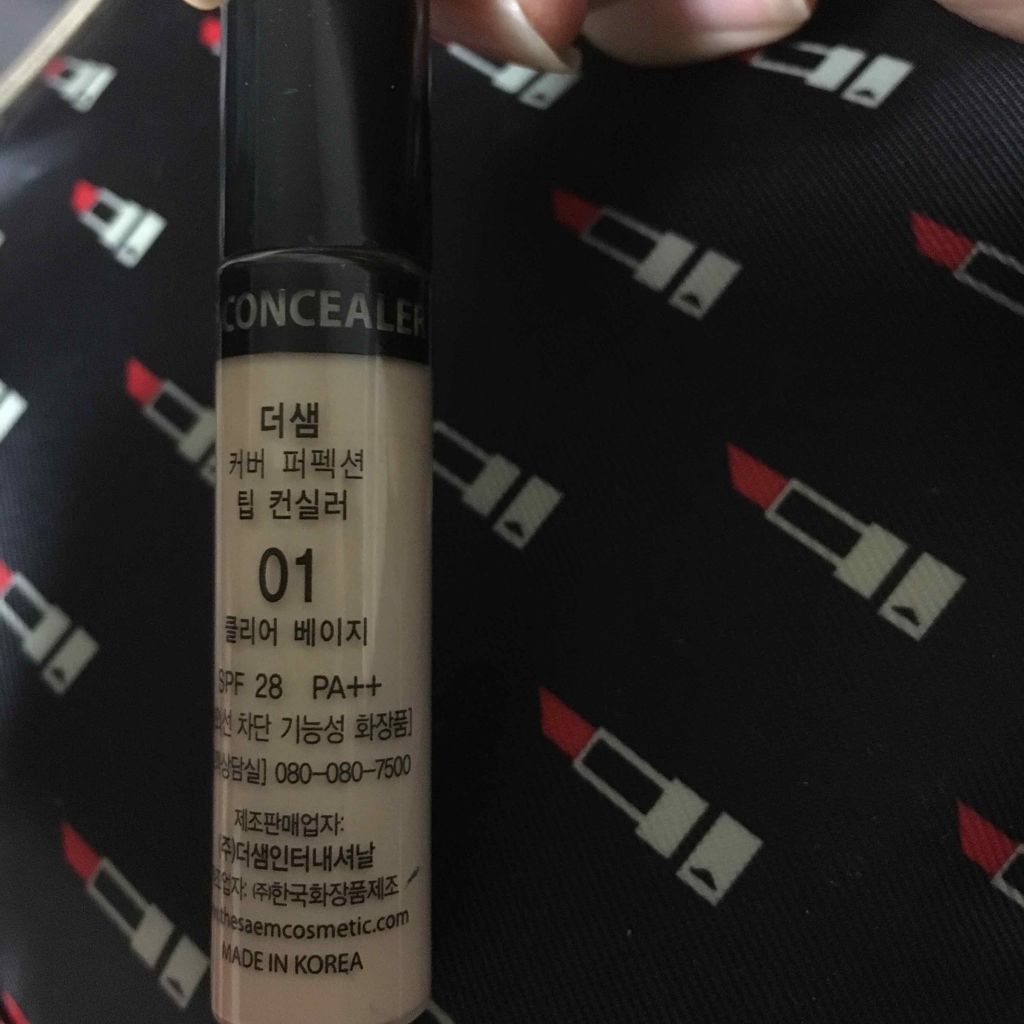 CONCEALER
더샘
커버 퍼펙션
팁 컨실러
01
클리어 베이지
SPF 28 PA++
차단 기능성 화장품]
080-080-7500
제조판매업자:
(주)더샘인터내셔날
(주)한국화장품제조
thesaemcosmetic.com
MADE IN KOREA